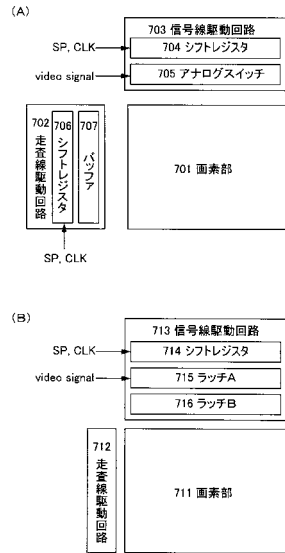 (A)
703 信号線駆動回路
SP, CLK
704 シフトレジスタ
video signal
705 アナログスイッチ
702 走査線駆動回路
706 シフトレジスタ
707 バッファ
701 画素部
SP, CLK
(B)
713 信号線駆動回路
SP, CLK
714 シフトレジスタ
video signal
715 ラッチA
716 ラッチB
712 走査線駆動回路
711 画素部